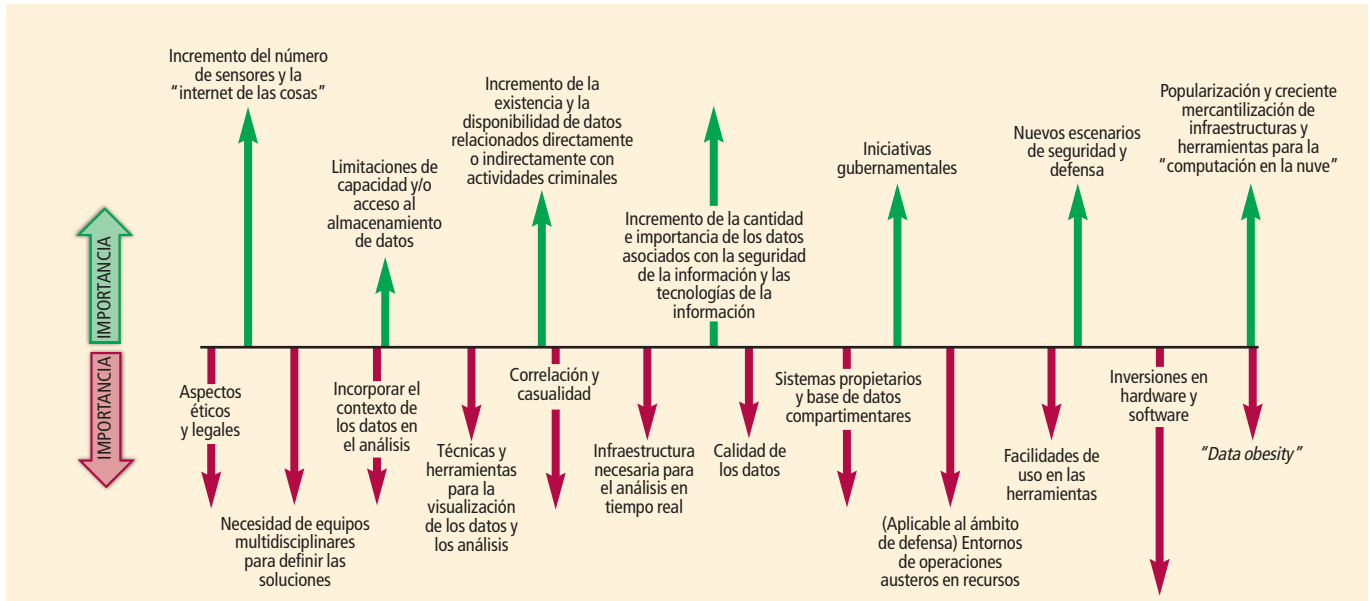 Incremento del número
de sensores y la
“internet de las cosas”
Limitaciones de
capacidad y/o
acceso al
almacenamiento
de datos
Incremento de la
existencia y la
disponibilidad de datos
relacionados directamente
o indirectamente con
actividades criminales
Incremento de la cantidad
e importancia de los datos
asociados con la seguridad
de la información y las
tecnologías de la
información
Iniciativas
gubernamentales
Nuevos escenarios
de seguridad y
defensa
Popularización y creciente
mercantilización de
infraestructuras y
herramientas para la
“computación en la nuve”
IMPORTANCIA
IMPORTANCIA
Aspectos
éticos
y legales
Necesidad de equipos
multidisciplinares
para definir las
soluciones
Incorporar el
contexto de
los datos en
el análisis
Técnicas y
herramientas
para la
visualización
de los datos y
los análisis
Correlación y
casualidad
Infraestructura
necesaria para
el análisis en
tiempo real
Calidad de
los datos
Sistemas propietarios
y base de datos
compartimentares
(Aplicable al ámbito
de defensa) Entornos
de operaciones
austeros en recursos
Facilidades de
uso en las
herramientas
Inversiones en
hardware y
software
“Data obesity”